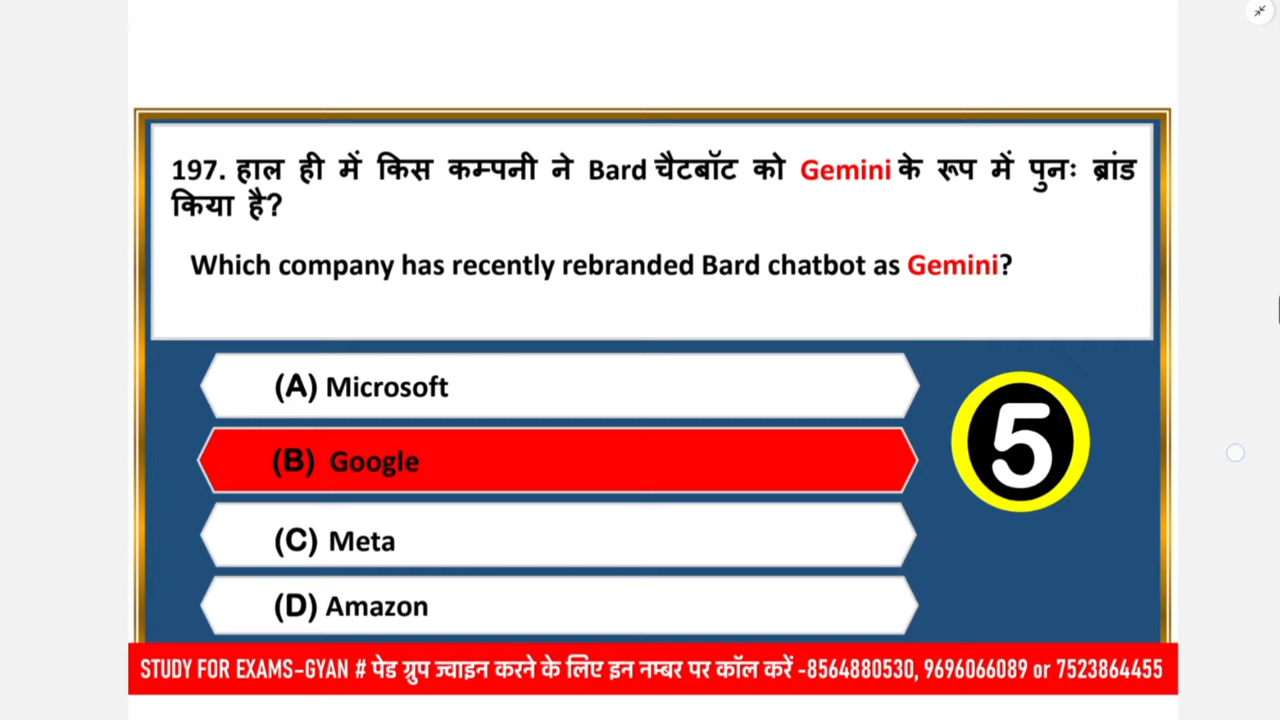 197. हाल ही में किस कम्पनी ने Bard चैटबॉट को Gemini के रूप में पुनः ब्रांड
किया है?
Which company has recently rebranded Bard chatbot as Gemini?
(A) Microsoft
(B) Google
5
(C) Meta
(D) Amazon
STUDY FOR EXAMS-GYAN # पेड ग्रुप ज्वाइन करने के लिए इन नम्बर पर कॉल करें -8564880530, 9696066089 or 7523864455